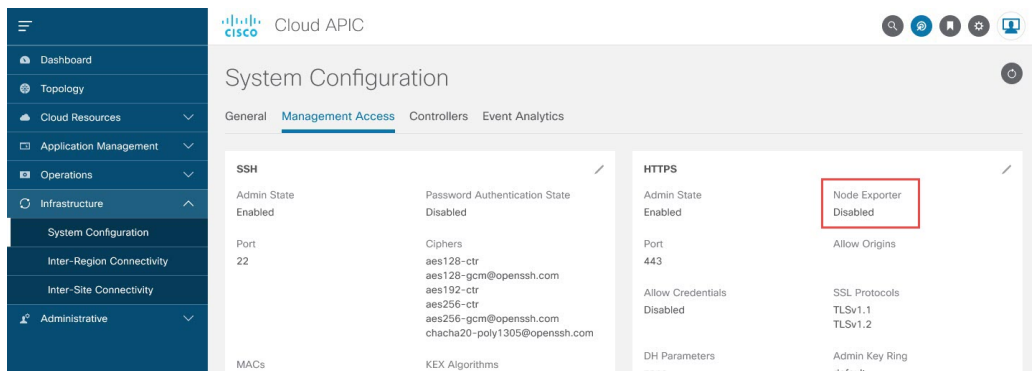 CISCO Cloud APIC
Dashboard
Topology
Cloud Resources
Application Management
Operations
Infrastructure
System Configuration
Inter-Region Connectivity
Inter-Site Connectivity
Administrative
System Configuration
General Management Access Controllers Event Analytics
SSH
Admin State Password Authentication State
Enabled Disabled
Port Ciphers
22 aes128-ctr
aes128-gcm@openssh.com
aes192-ctr
aes256-ctr
aes256-gcm@openssh.com
chacha20-poly1305@openssh.com
MACs KEX Algorithms
HTTPS
Admin State Node Exporter
Enabled Disabled
Port Allow Origins
443
Allow Credentials SSL Protocols
Disabled TLSv1.1
TLSv1.2
DH Parameters Admin Key Ring